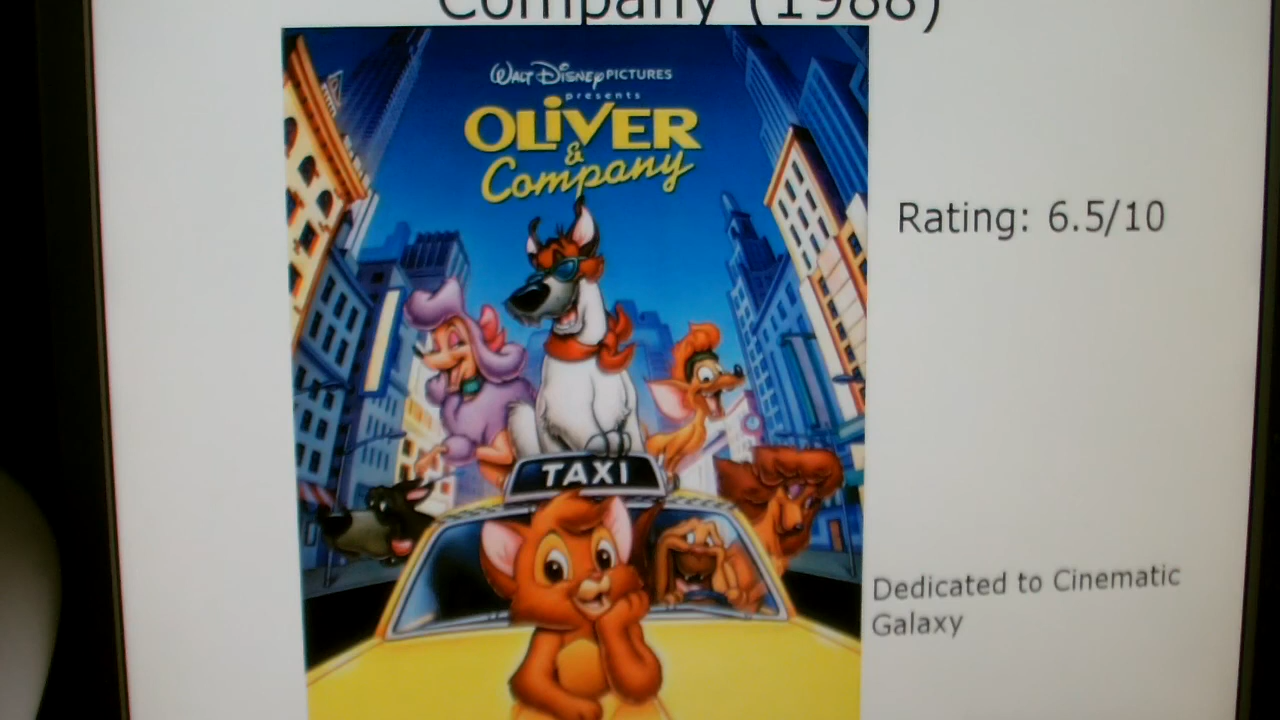 Company (1988)
WALT DISNEY PICTURES
presents
OLIVER
&
Company
Rating: 6.5/10
TAXI
Dedicated to Cinematic
Galaxy